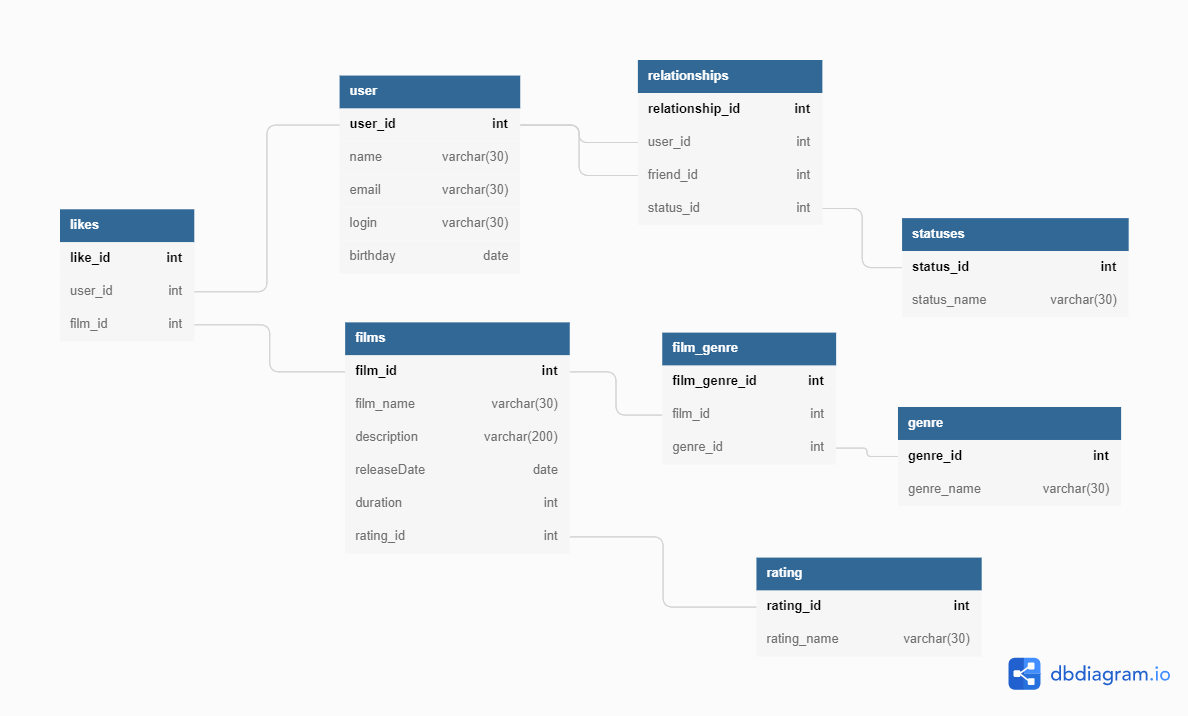 user
user_id int
name varchar(30)
email varchar(30)
login varchar(30)
birthday date
relationships
relationship_id int
user_id int
friend_id int
status_id int
likes
like_id int
user_id int
film_id int
statuses
status_id int
status_name varchar(30)
films
film_id int
film_name varchar(30)
description varchar(200)
releaseDate date
duration int
rating_id int
film_genre
film_genre_id int
film_id int
genre_id int
genre
genre_id int
genre_name varchar(30)
rating
rating_id int
rating_name varchar(30)
dbdiagram.io